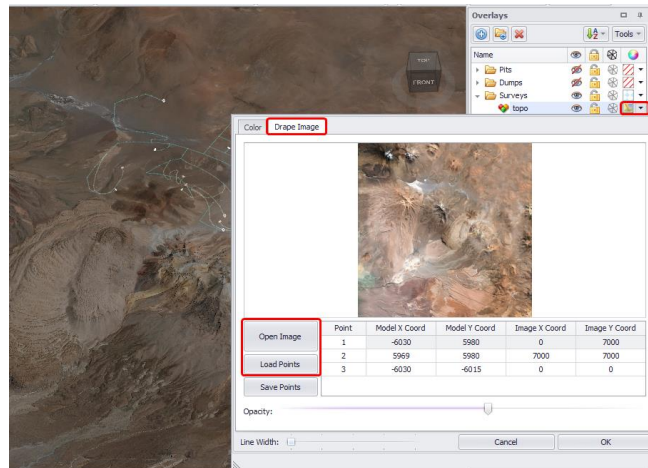 Overlays
Tools
Name
Pits
Dumps
Surveys
topo
TOP
FRONT
Color Drape Image
Open Image
Load Points
Save Points
Point Model X Coord Model Y Coord Image X Coord Image Y Coord
1 -6030 5980 0 7000
2 5969 5980 7000 7000
3 -6030 -6015 0 0
Opacity:
Line Width:
Cancel OK